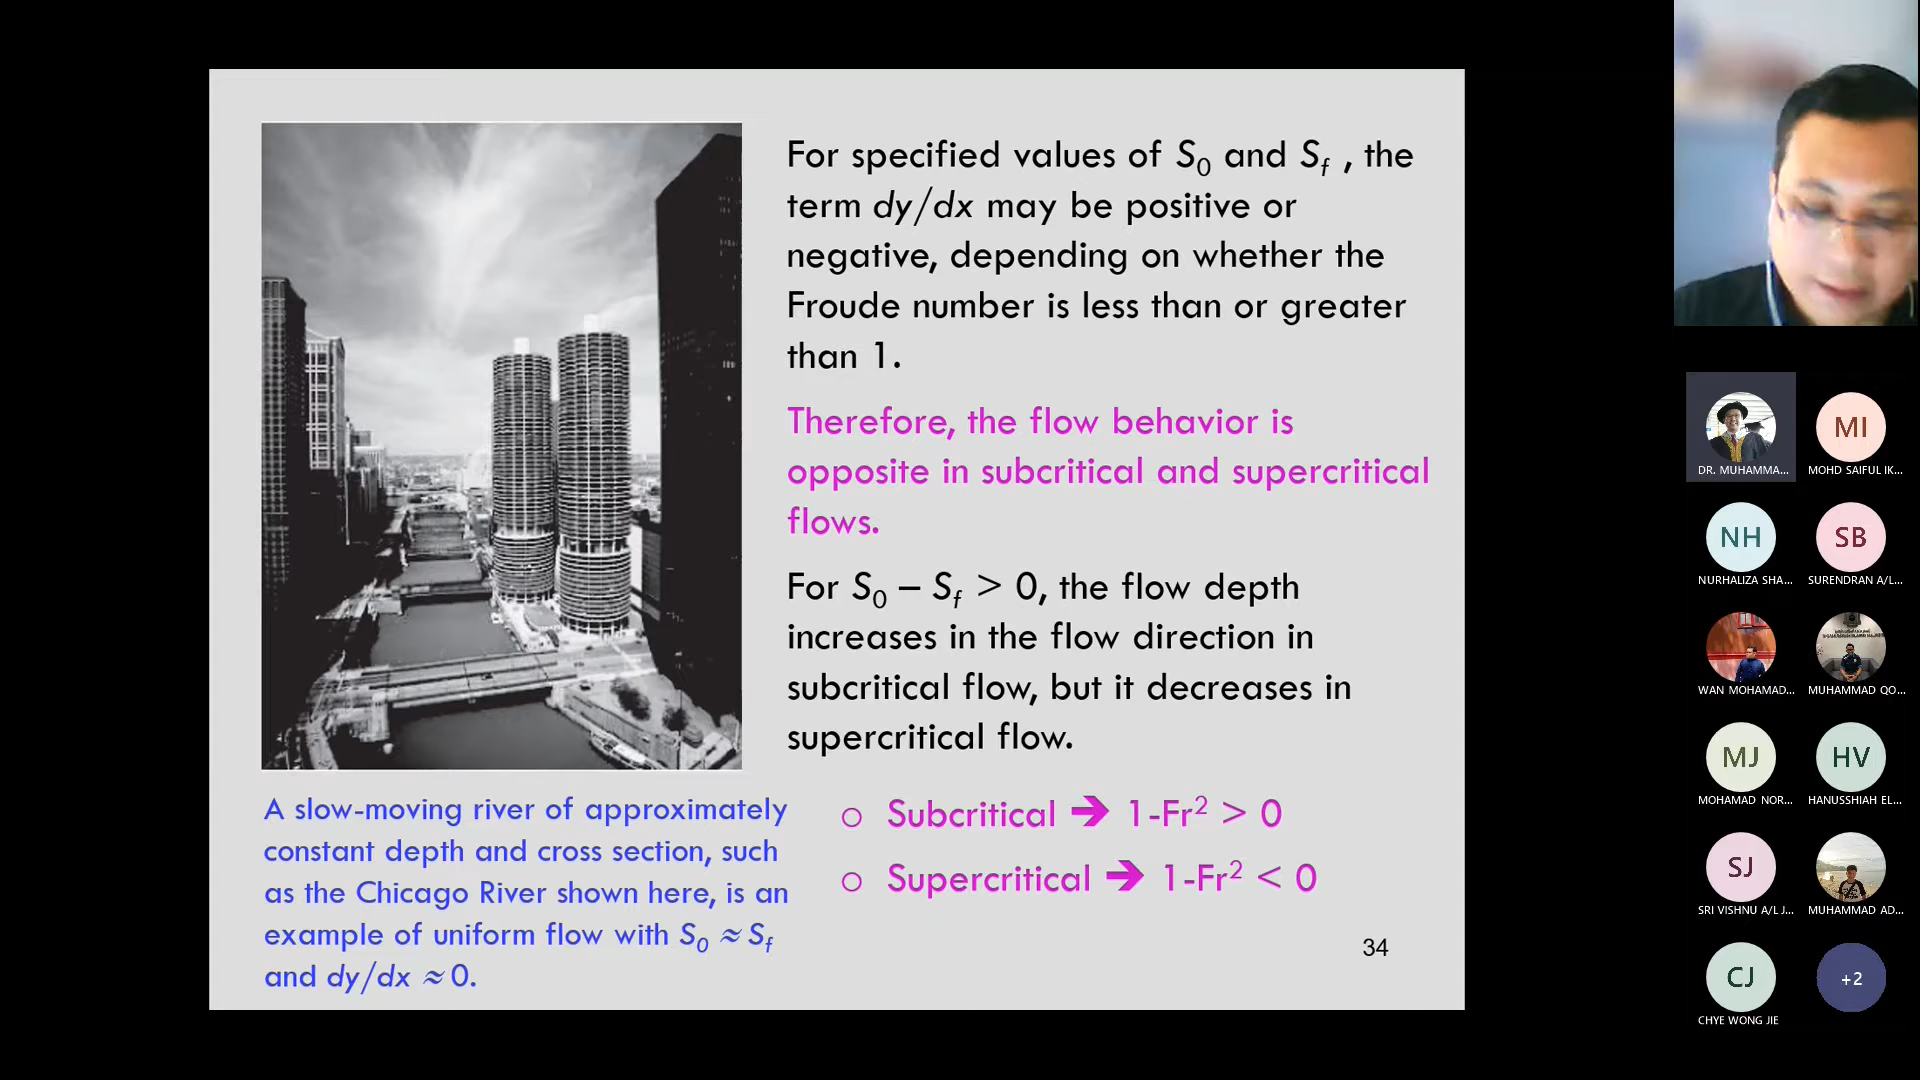 For specified values of S0 and Sf , the
term dy/dx may be positive or
negative, depending on whether the
Froude number is less than or greater
than 1.
Therefore, the flow behavior is
opposite in subcritical and supercritical
flows.
For S0 – Sf > 0, the flow depth
increases in the flow direction in
subcritical flow, but it decreases in
supercritical flow.
○ Subcritical ➔ 1-Fr² > 0
○ Supercritical ➔ 1-Fr² < 0
A slow-moving river of approximately
constant depth and cross section, such
as the Chicago River shown here, is an
example of uniform flow with S0 ≈ Sf
and dy/dx ≈ 0.
34
DR. MUHAMMA...
MI
MOHD SAIFUL IK...
NH
NURHALIZA SHA...
SB
SURENDRAN A/L...
WAN MOHAMAD...
MUHAMMAD QO...
MJ
MOHAMAD NOR...
HV
HANUSSHIAH EL...
SJ
SRI VISHNU A/L J...
MUHAMMAD AD...
CJ
CHYE WONG JIE
+2